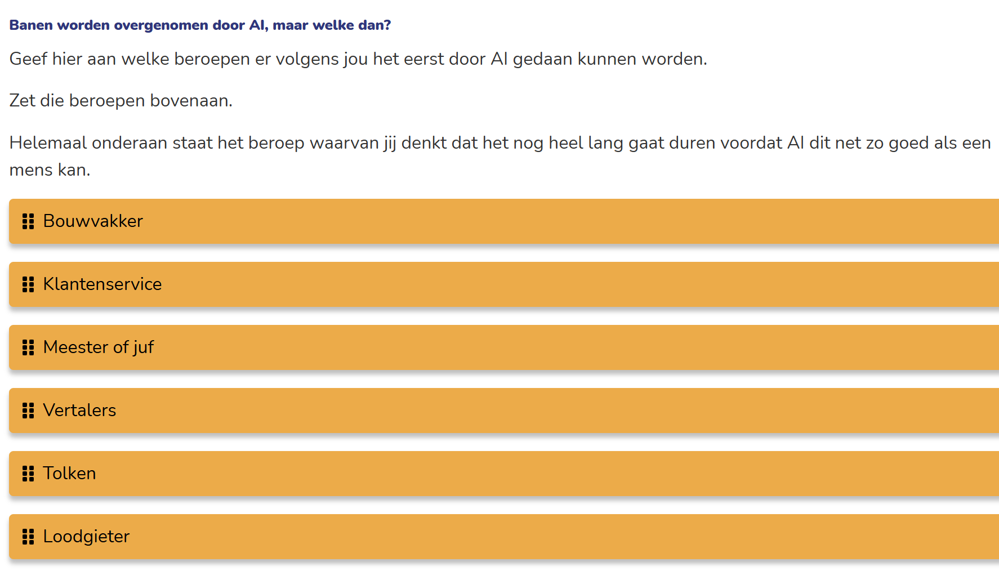 Banen worden overgenomen door AI, maar welke dan?
Geef hier aan welke beroepen er volgens jou het eerst door AI gedaan kunnen worden.
Zet die beroepen bovenaan.
Helemaal onderaan staat het beroep waarvan jij denkt dat het nog heel lang gaat duren voordat AI dit net zo goed als een
mens kan.
Bouwvakker
Klantenservice
Meester of juf
Vertalers
Tolken
Loodgieter